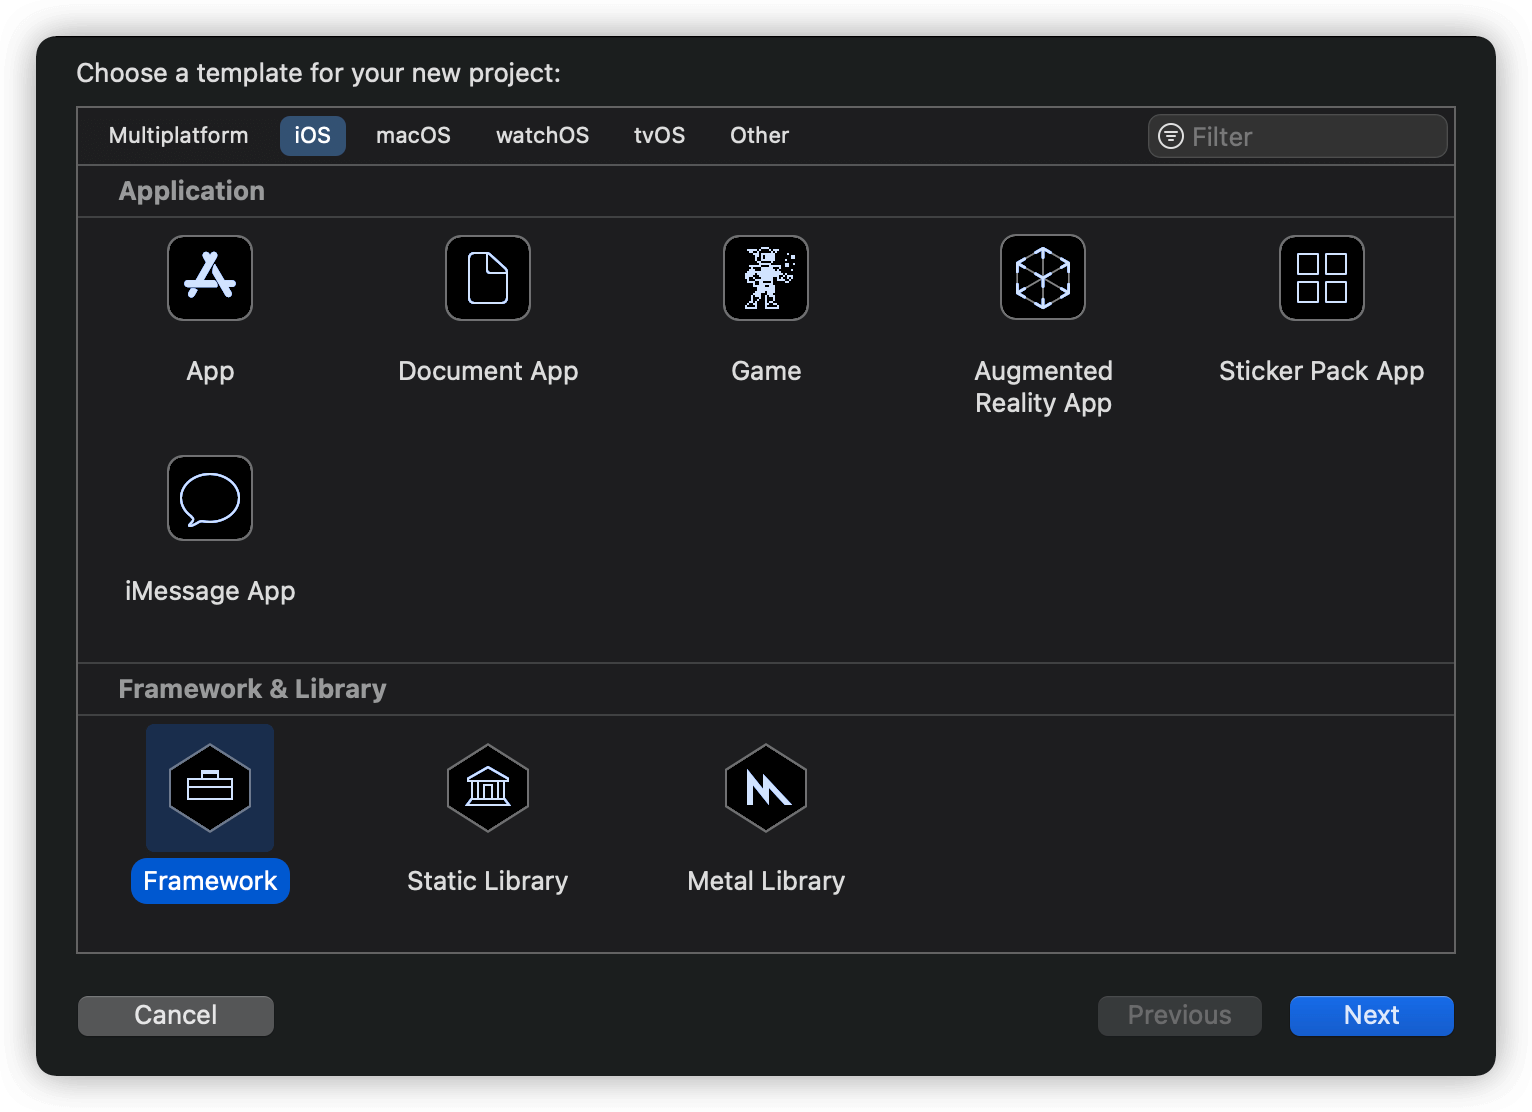 Choose a template for your new project:
Multiplatform iOS macOS watchOS tvOS Other Filter
Application
App Document App Game Augmented Reality App Sticker Pack App
iMessage App
Framework & Library
Framework Static Library Metal Library
Cancel Previous Next